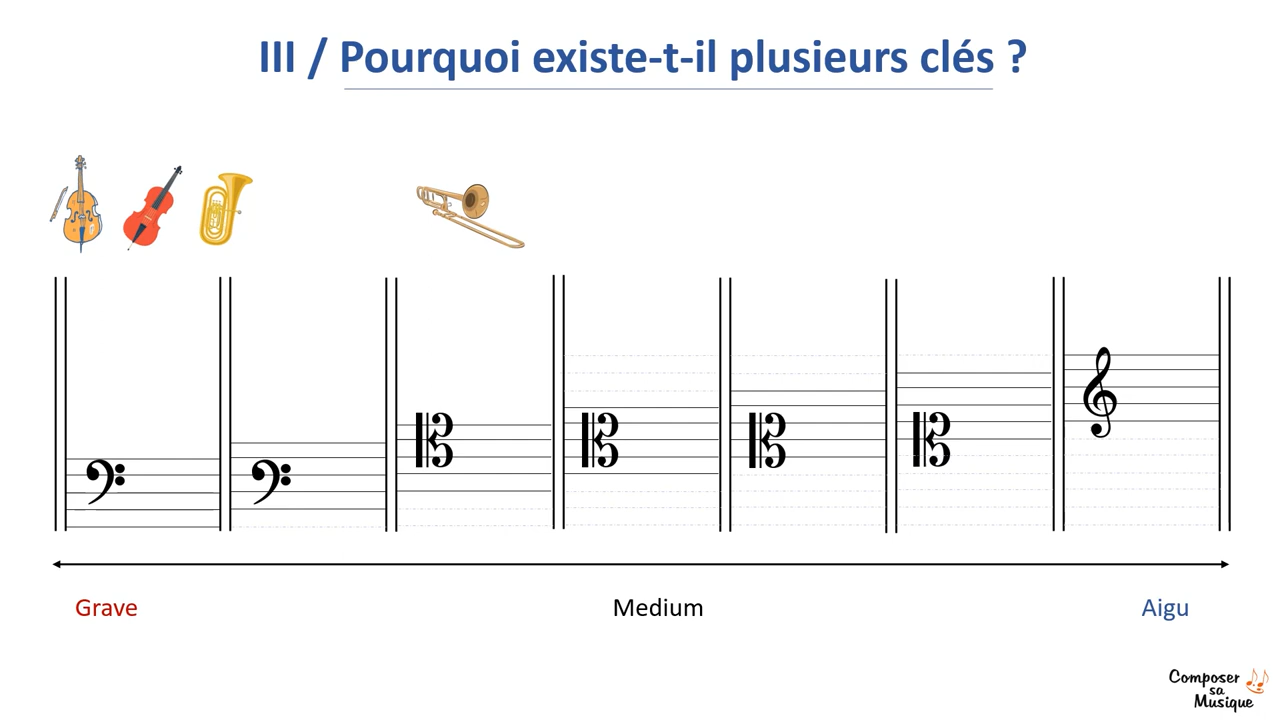 III / Pourquoi existe-t-il plusieurs clés ?
Grave
Medium
Aigu
Composer
sa
Musique